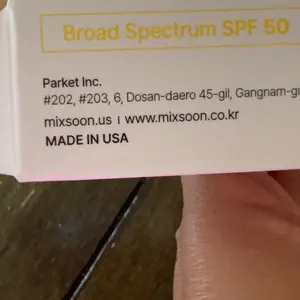 Broad Spectrum SPF 50
Parket Inc.
#202, #203, 6, Dosan-daero 45-gil, Gangnam-gu
mixsoon.us I www.mixsoon.co.kr
MADE IN USA